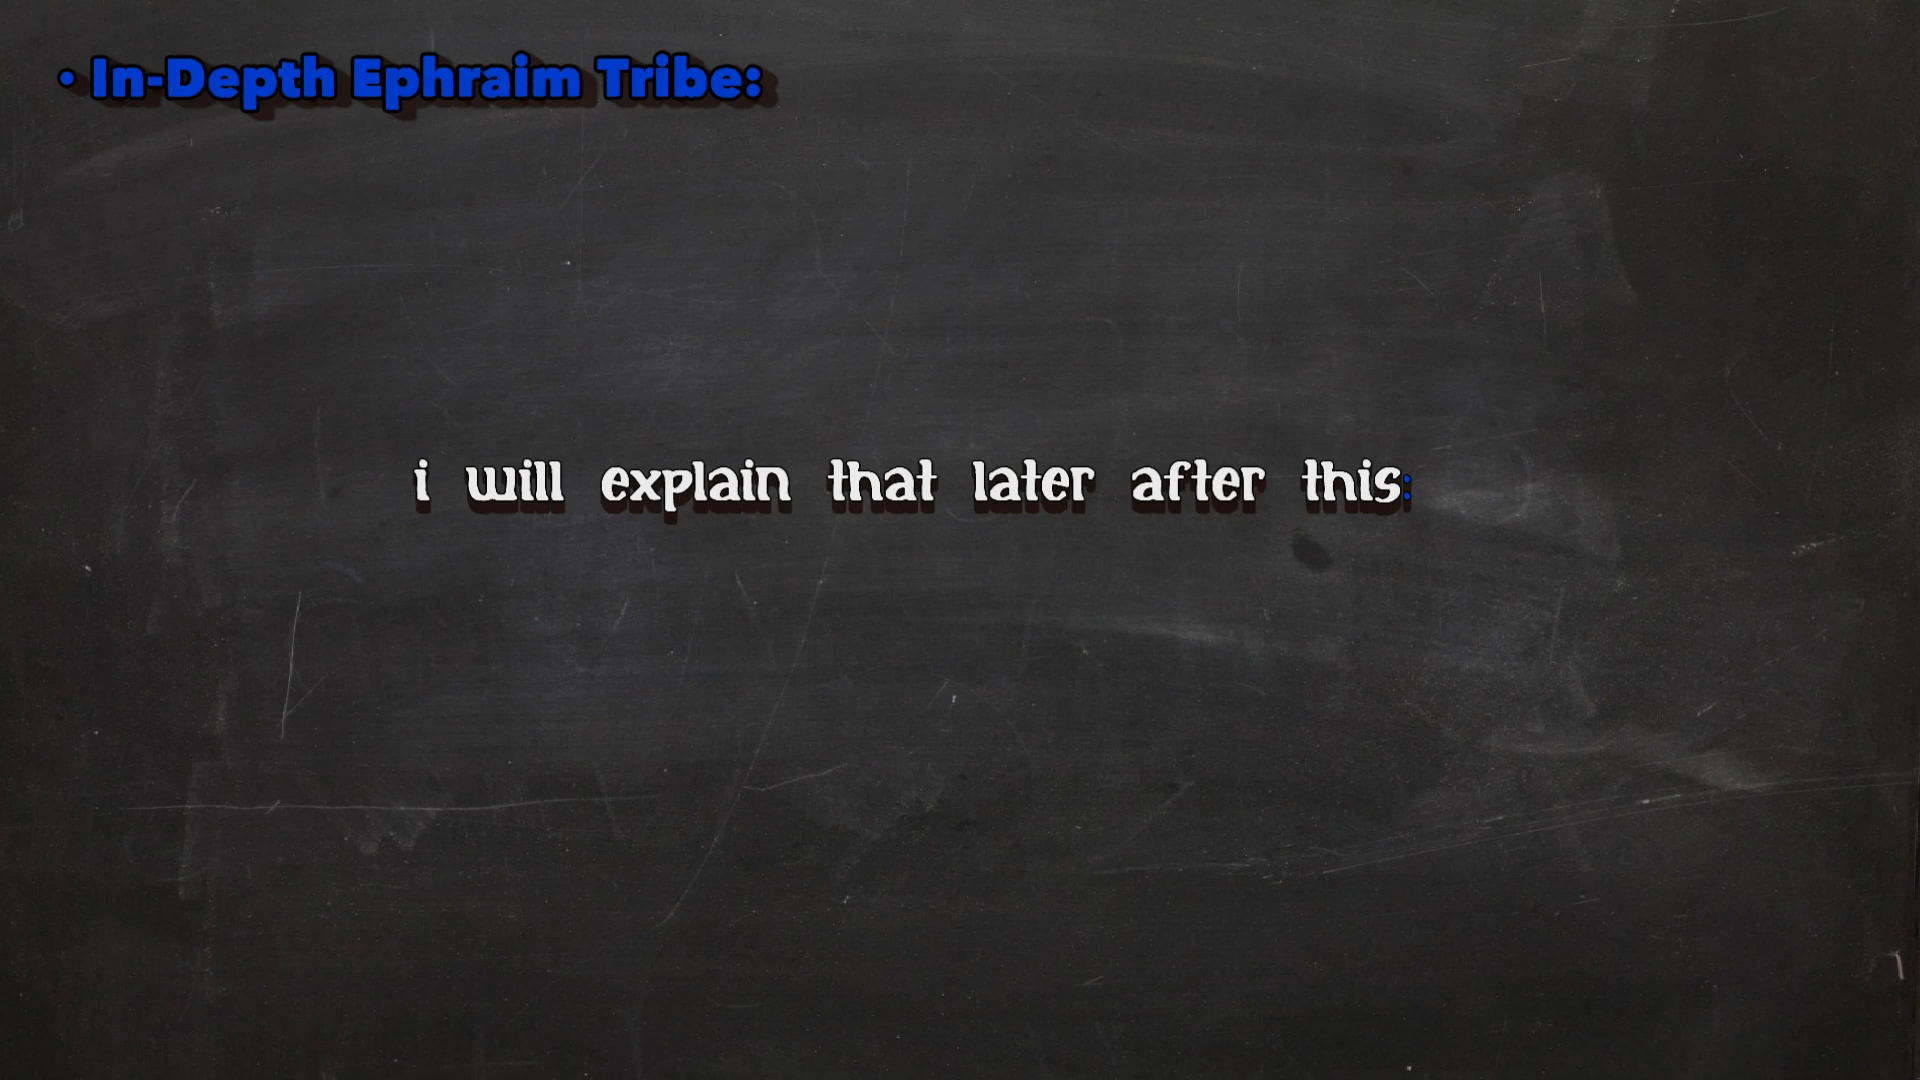 • In-Depth Ephraim Tribe:
i will explain that later after this: